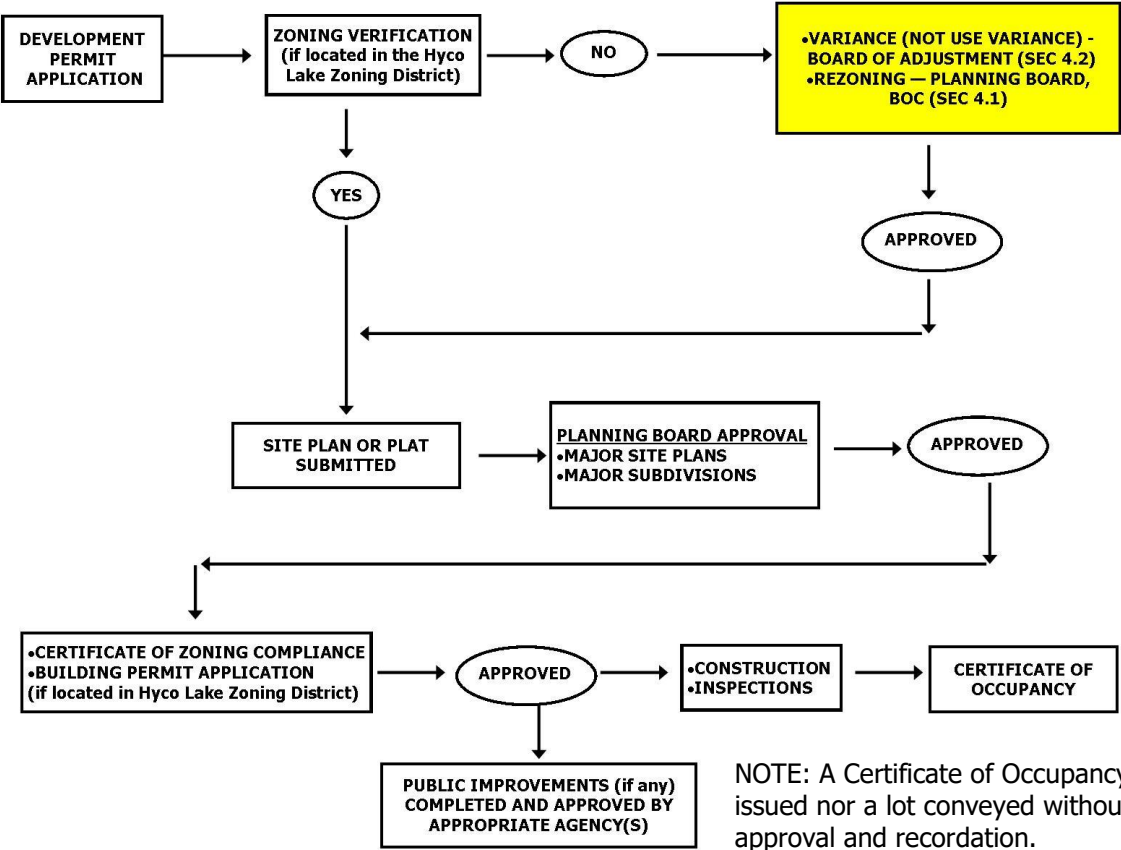 DEVELOPMENT
PERMIT
APPLICATION
ZONING VERIFICATION
(if located in the Hyco
Lake Zoning District)
NO
•VARIANCE (NOT USE VARIANCE) -
BOARD OF ADJUSTMENT (SEC 4.2)
•REZONING — PLANNING BOARD,
BOC (SEC 4.1)
YES
APPROVED
SITE PLAN OR PLAT
SUBMITTED
PLANNING BOARD APPROVAL
•MAJOR SITE PLANS
•MAJOR SUBDIVISIONS
APPROVED
•CERTIFICATE OF ZONING COMPLIANCE
•BUILDING PERMIT APPLICATION
(if located in Hyco Lake Zoning District)
APPROVED
•CONSTRUCTION
•INSPECTIONS
CERTIFICATE OF
OCCUPANCY
PUBLIC IMPROVEMENTS (if any)
COMPLETED AND APPROVED BY
APPROPRIATE AGENCY(S)
NOTE: A Certificate of Occupancy
issued nor a lot conveyed withou
approval and recordation.